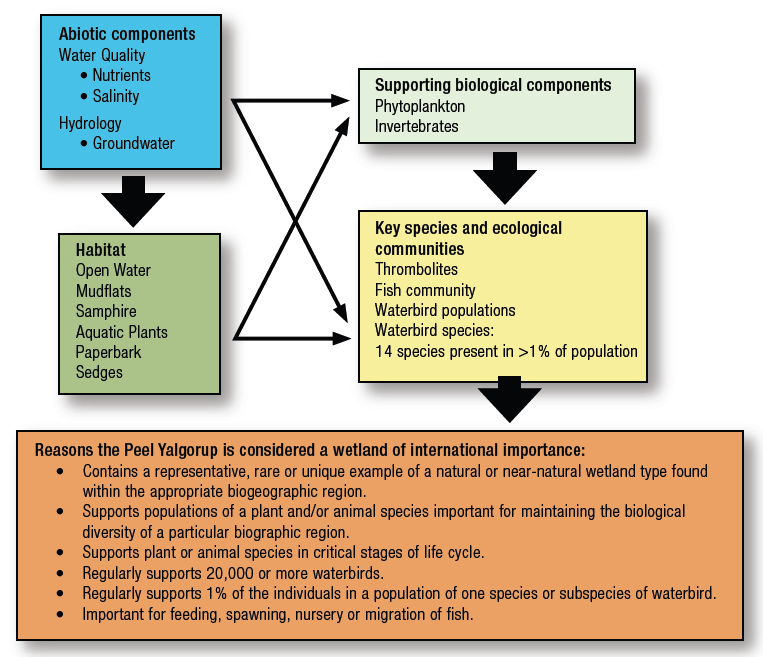 Abiotic components
Water Quality
• Nutrients
• Salinity
Hydrology
• Groundwater
Habitat
Open Water
Mudflats
Samphire
Aquatic Plants
Paperbark
Sedges
Supporting biological components
Phytoplankton
Invertebrates
Key species and ecological
communities
Thrombolites
Fish community
Waterbird populations
Waterbird species:
14 species present in >1% of population
Reasons the Peel Yalgorup is considered a wetland of international importance:
• Contains a representative, rare or unique example of a natural or near-natural wetland type found
within the appropriate biogeographic region.
• Supports populations of a plant and/or animal species important for maintaining the biological
diversity of a particular biographic region.
• Supports plant or animal species in critical stages of life cycle.
• Regularly supports 20,000 or more waterbirds.
• Regularly supports 1% of the individuals in a population of one species or subspecies of waterbird.
• Important for feeding, spawning, nursery or migration of fish.